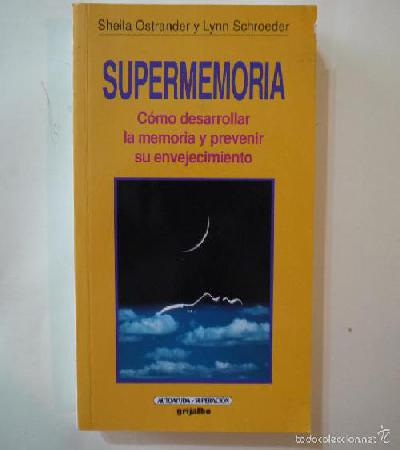 Sheila Ostrander y Lynn Schroeder
SUPERMEMORIA
Cómo desarrollar
la memoria y prevenir
su envejecimiento
AUTOAYUDA Y SUPERACIÓN
grijalbo
todocoleccion.net